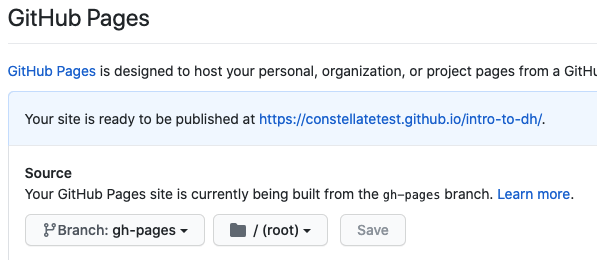 GitHub Pages
GitHub Pages is designed to host your personal, organization, or project pages from a
Your site is ready to be published at https://constellatetest.github.io/intro-to-dh/.
Source
Your GitHub Pages site is currently being built from the gh-pages branch. Learn more.
Branch: gh-pages
/ (root)
Save